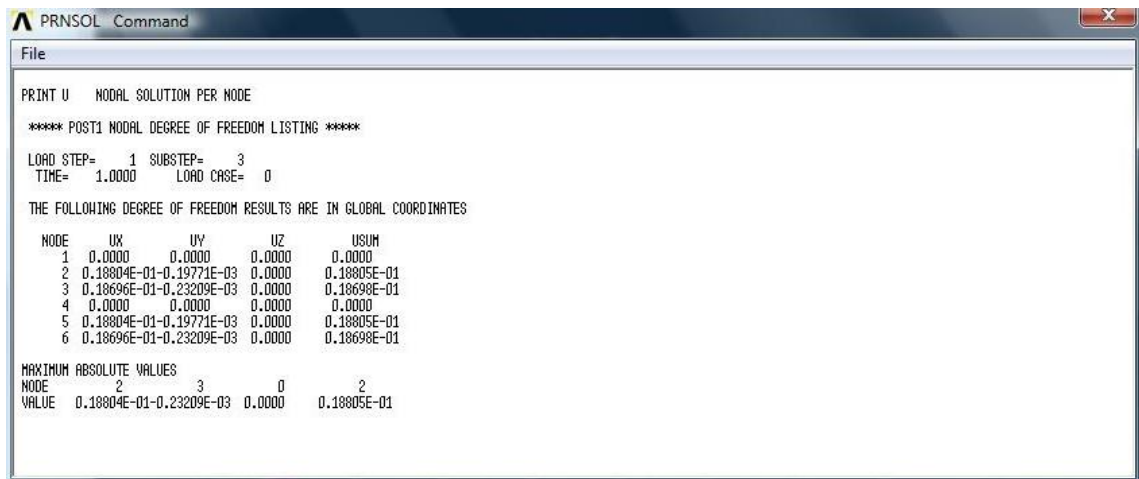 PRNSOL Command
File
PRINT U NODAL SOLUTION PER NODE
***** POST1 NODAL DEGREE OF FREEDOM LISTING *****
LOAD STEP= 1 SUBSTEP= 3
TIME= 1.0000 LOAD CASE= 0
THE FOLLOWING DEGREE OF FREEDOM RESULTS ARE IN GLOBAL COORDINATES
NODE UX UY UZ USUM
1 0.0000 0.0000 0.0000 0.0000
2 0.18804E-01-0.19771E-03 0.0000 0.18805E-01
3 0.18696E-01-0.23209E-03 0.0000 0.18698E-01
4 0.0000 0.0000 0.0000 0.0000
5 0.18804E-01-0.19771E-03 0.0000 0.18805E-01
6 0.18696E-01-0.23209E-03 0.0000 0.18698E-01
MAXIMUM ABSOLUTE VALUES
NODE 2 3 0 2
VALUE 0.18804E-01-0.23209E-03 0.0000 0.18805E-01